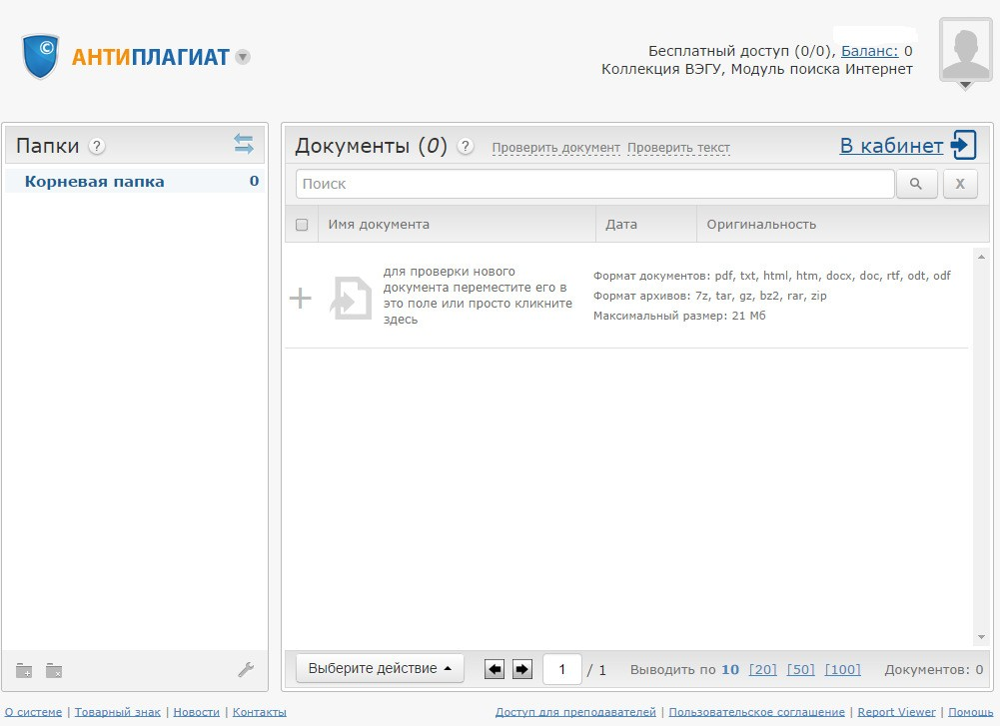 © АНТИПЛАГИАТ
Бесплатный доступ (0/0), Баланс: 0
Коллекция ВЭГУ, Модуль поиска Интернет
Папки ?
Корневая папка 0
Документы (0) ? Проверить документ Проверить текст В кабинет
Поиск X
Имя документа Дата Оригинальность
для проверки нового
документа переместите его в
это поле или просто кликните
здесь
Формат документов: pdf, txt, html, htm, docx, doc, rtf, odt, odf
Формат архивов: 7z, tar, gz, bz2, rar, zip
Максимальный размер: 21 Мб
Выберите действие 1 / 1 Выводить по 10 [20] [50] [100] Документов: 0
О системе | Товарный знак | Новости | Контакты
Доступ для преподавателей | Пользовательское соглашение | Report Viewer | Помощь